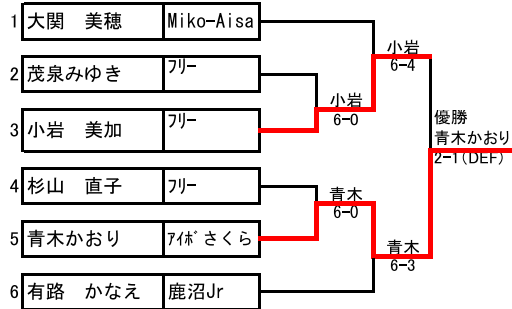 1 大関　美穂 Miko-Aisa
小岩
6-4
2 茂泉みゆき ﾌﾘｰ
小岩
6-0
3 小岩　美加 ﾌﾘｰ
優勝
青木かおり
2-1(DEF)
4 杉山　直子 ﾌﾘｰ
青木
6-0
5 青木かおり ｱｲﾎﾞさくら
青木
6-3
6 有路　かなえ 鹿沼Jr